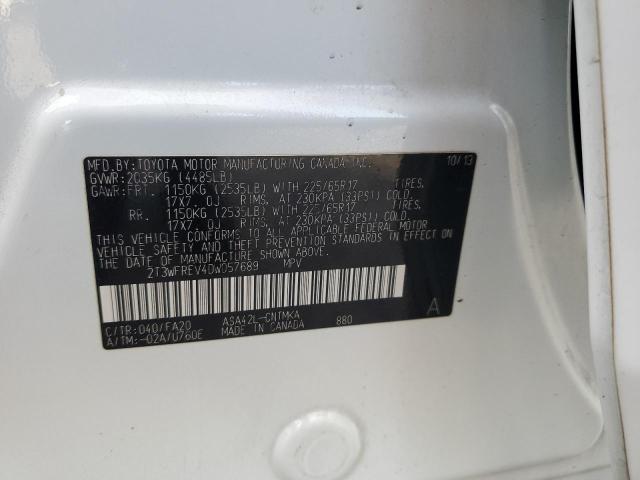 MFD.BY: TOYOTA MOTOR MANUFACTURING CANADA INC. 10/13
GVWR: 2035KG (4485LB)
GAWR: FRT. 1150KG (2535LB) WITH 225/65R17 TIRES,
17X7.0J RIMS, AT 230KPA (33PSI) COLD.
RR. 1150KG (2535LB) WITH 225/65R17 TIRES,
17X7.0J RIMS, AT 230KPA (33PSI) COLD.
THIS VEHICLE CONFORMS TO ALL APPLICABLE FEDERAL MOTOR
VEHICLE SAFETY AND THEFT PREVENTION STANDARDS IN EFFECT ON
THE DATE OF MANUFACTURE SHOWN ABOVE.
2T3WFREV4DW057689 MPV
C/TR: 040/FA20 ASA42L-CNTMKA 880 A
A/TM: -02A/U760E MADE IN CANADA